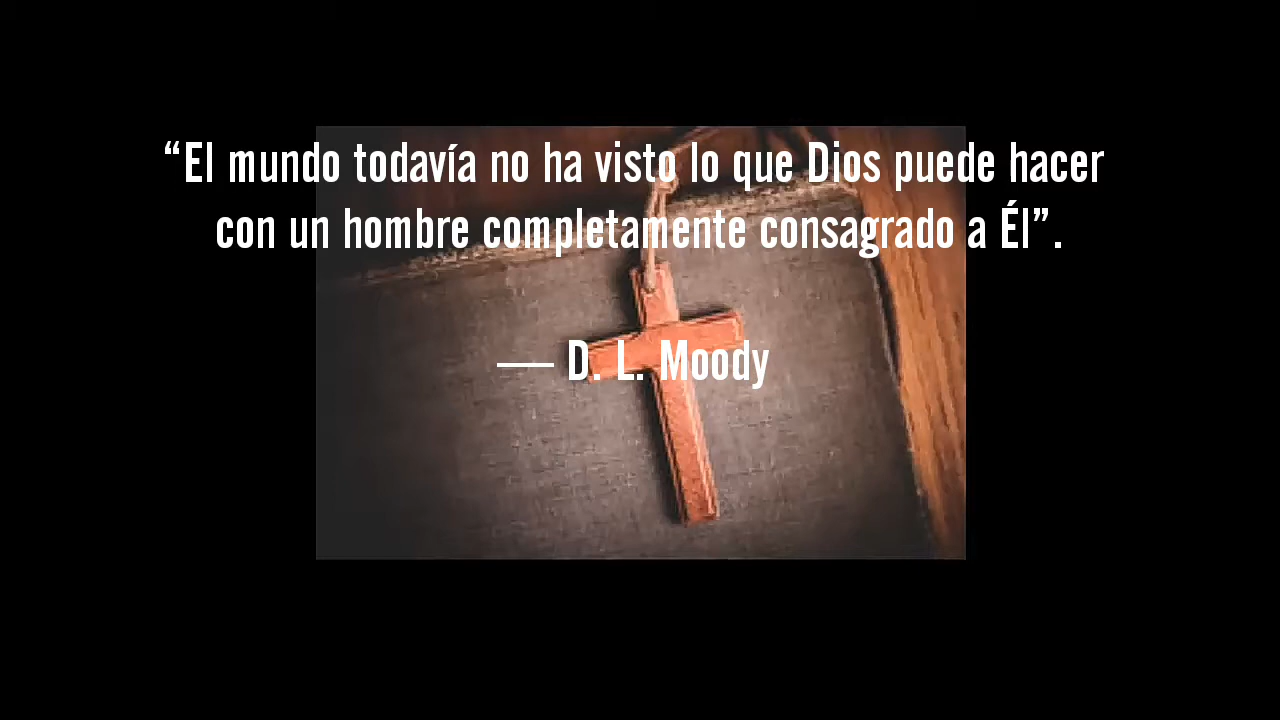 “El mundo todavía no ha visto lo que Dios puede hacer
con un hombre completamente consagrado a Él”.
— D. L. Moody